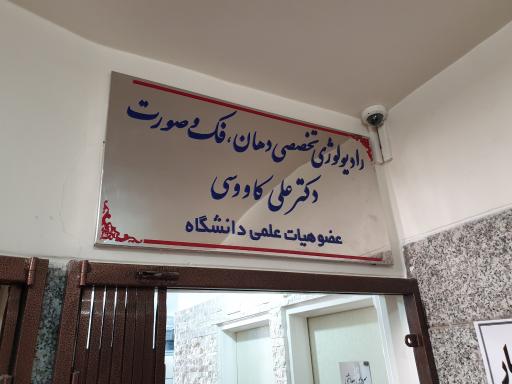 رادیولوژی تخصصی دهان، فک و صورت
دکتر علی کاووسی
عضو هیات علمی دانشگاه